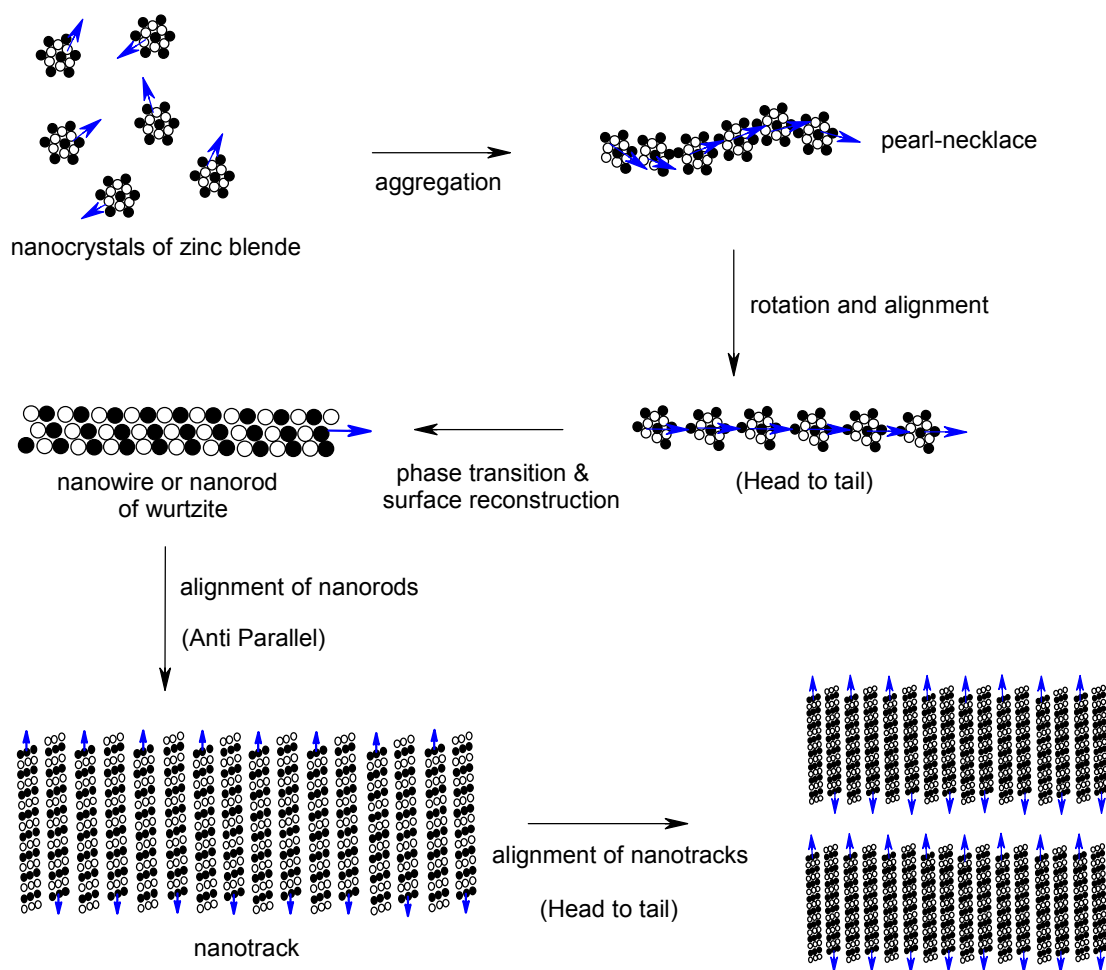 nanocrystals of zinc blende
aggregation
pearl-necklace
rotation and alignment
(Head to tail)
phase transition &
surface reconstruction
nanowire or nanorod
of wurtzite
alignment of nanorods
(Anti Parallel)
nanotrack
alignment of nanotracks
(Head to tail)